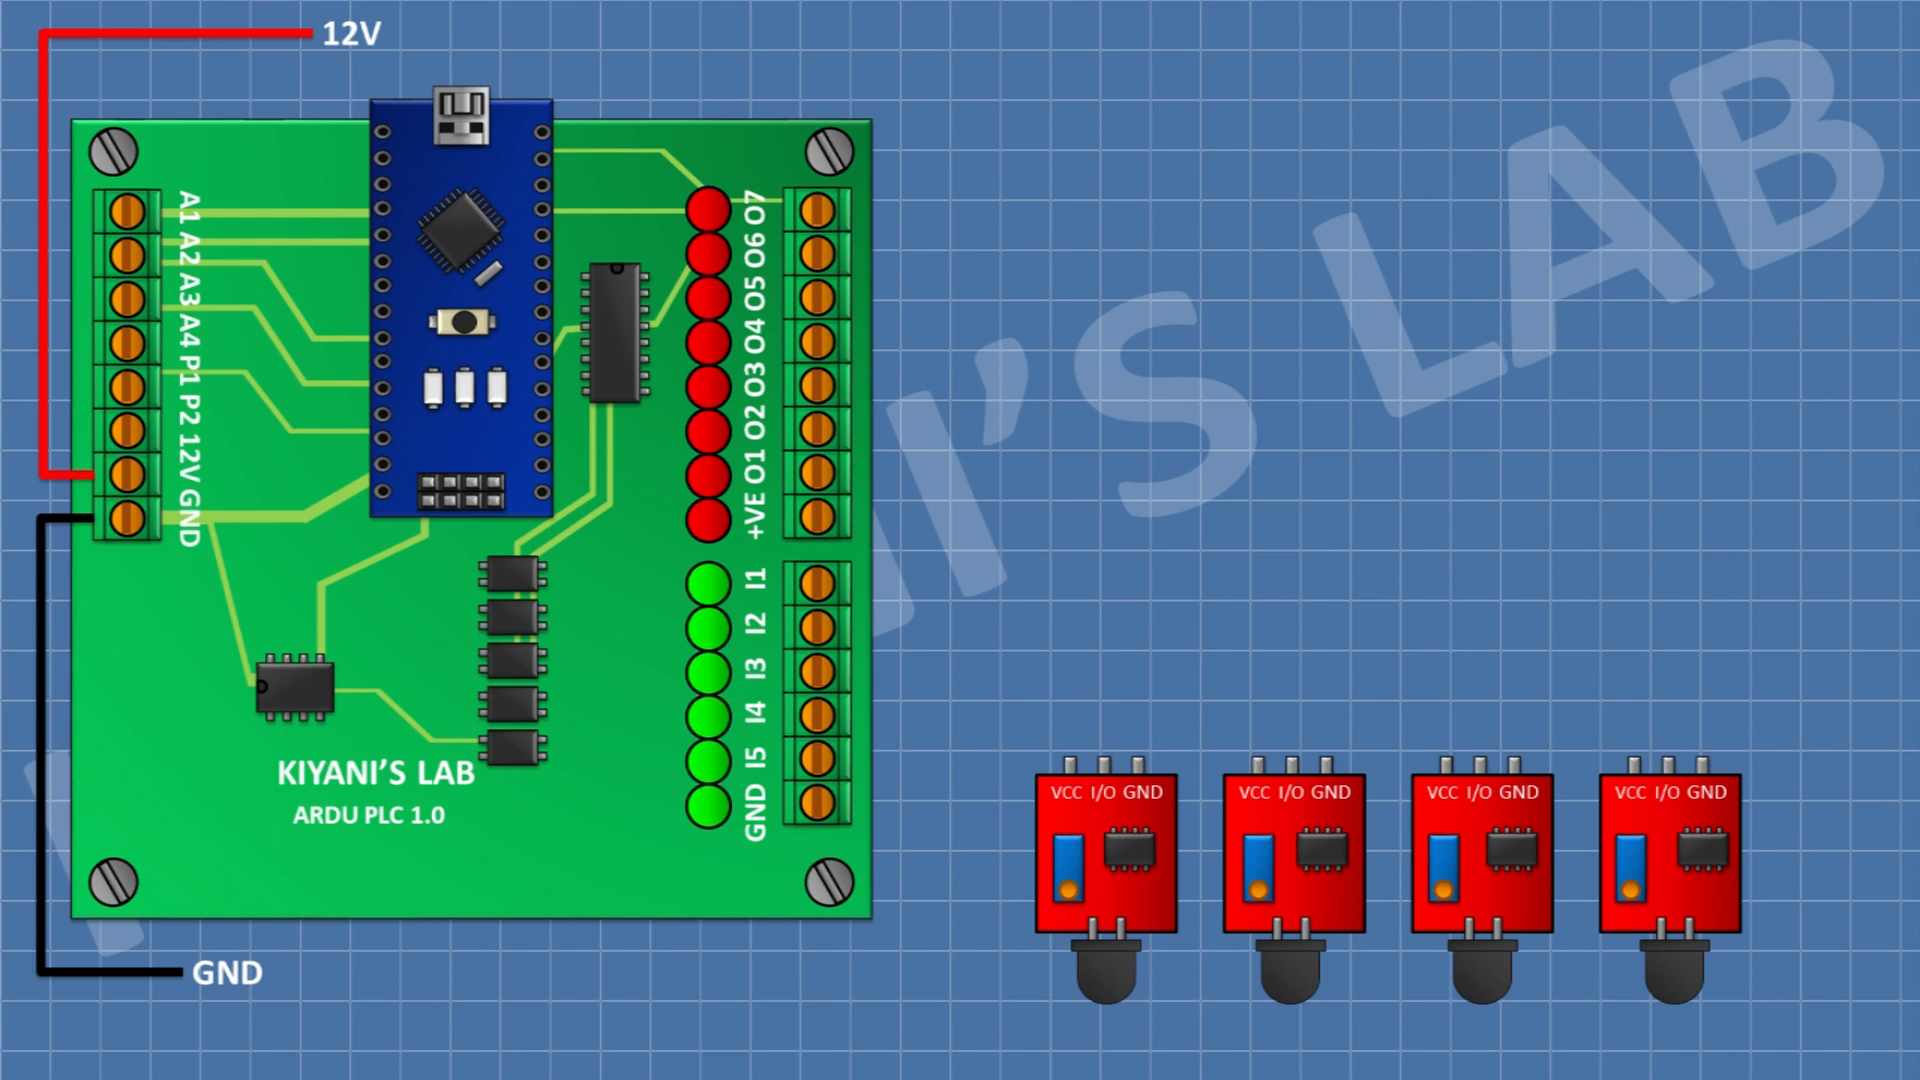 12V
A1 A2 A3 A4 P1 P2 12V GND
+VE O1 O2 O3 O4 O5 O6 O7
GND I5 I4 I3 I2 I1
KIYANI'S LAB
ARDU PLC 1.0
GND
VCC I/O GND
VCC I/O GND
VCC I/O GND
VCC I/O GND
I'S LAB